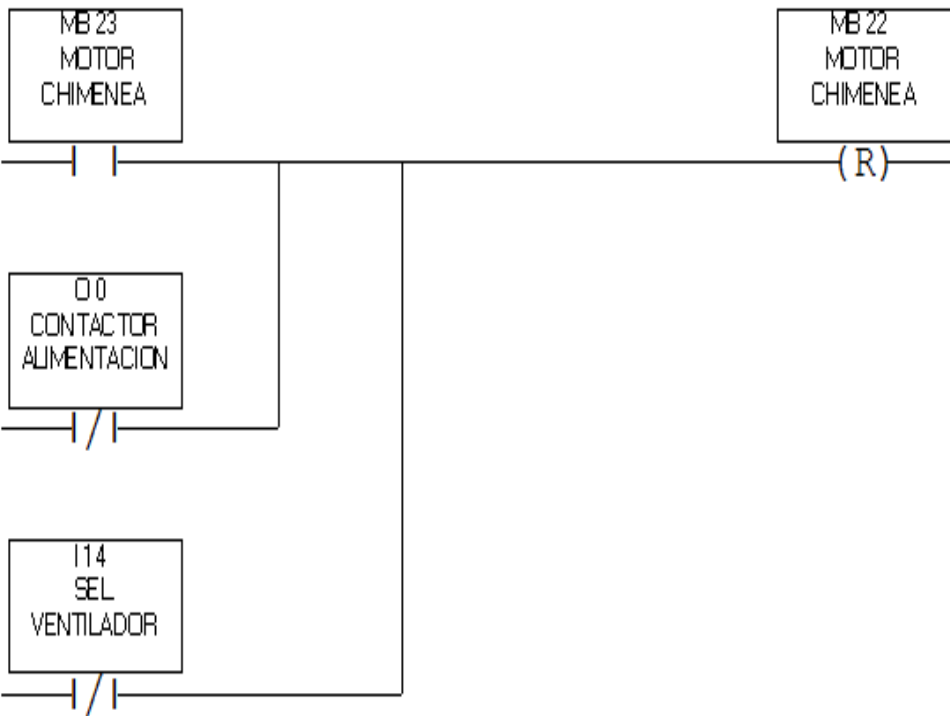 MB 23
MOTOR
CHIMENEA
MB 22
MOTOR
CHIMENEA
(R)
O 0
CONTACTOR
ALIMENTACION
I 14
SEL
VENTILADOR